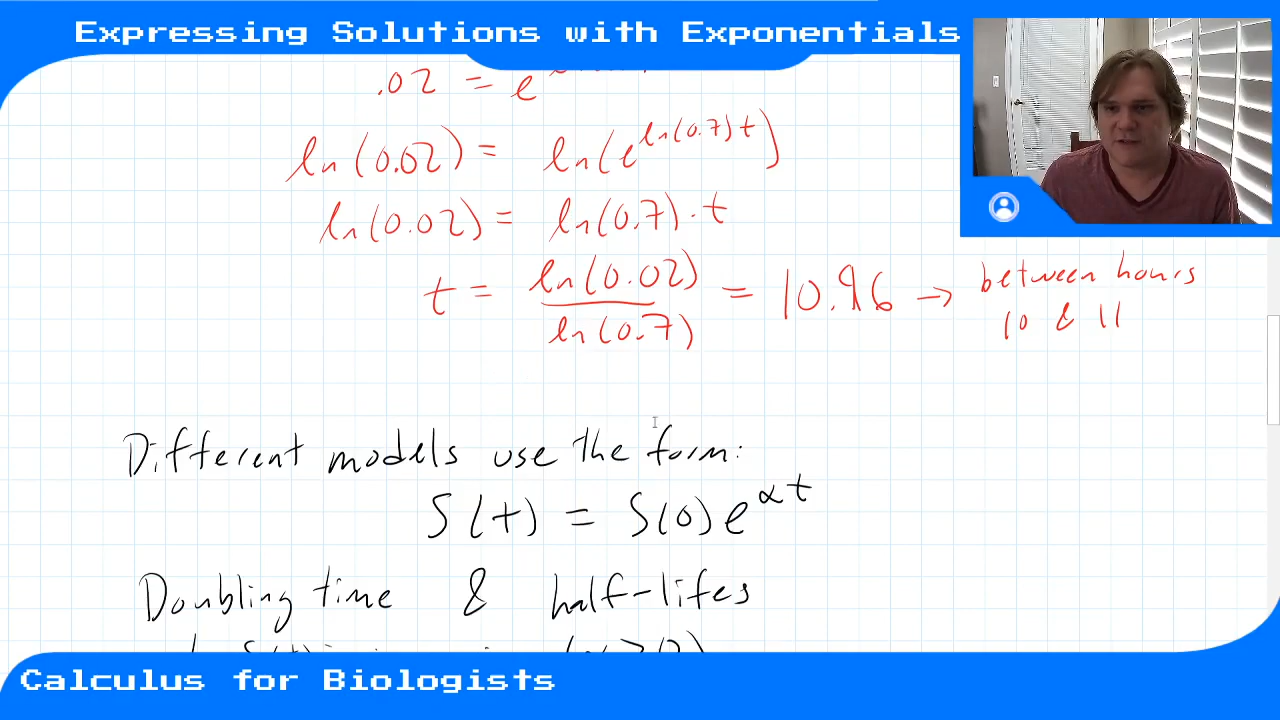 Expressing Solutions with Exponentials
.02 = e
ln(0.02) = ln(e^ln(0.7)t)
ln(0.02) = ln(0.7)·t
t = ln(0.02)/ln(0.7) = 10.96 → between hours 10 & 11
Different models use the form:
S(t) = S(0)e^αt
Doubling time & half-lifes
Calculus for Biologists